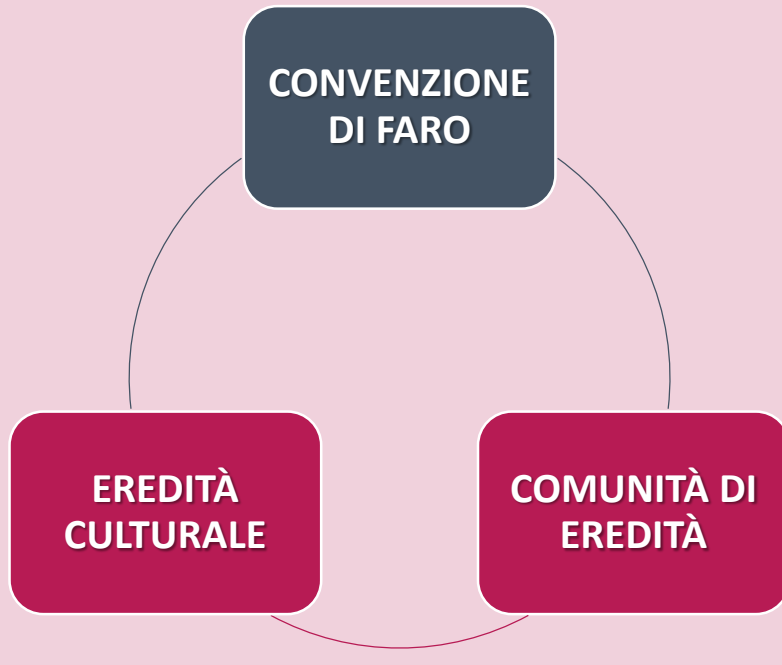 CONVENZIONE
DI FARO
EREDITÀ
CULTURALE
COMUNITÀ DI
EREDITÀ